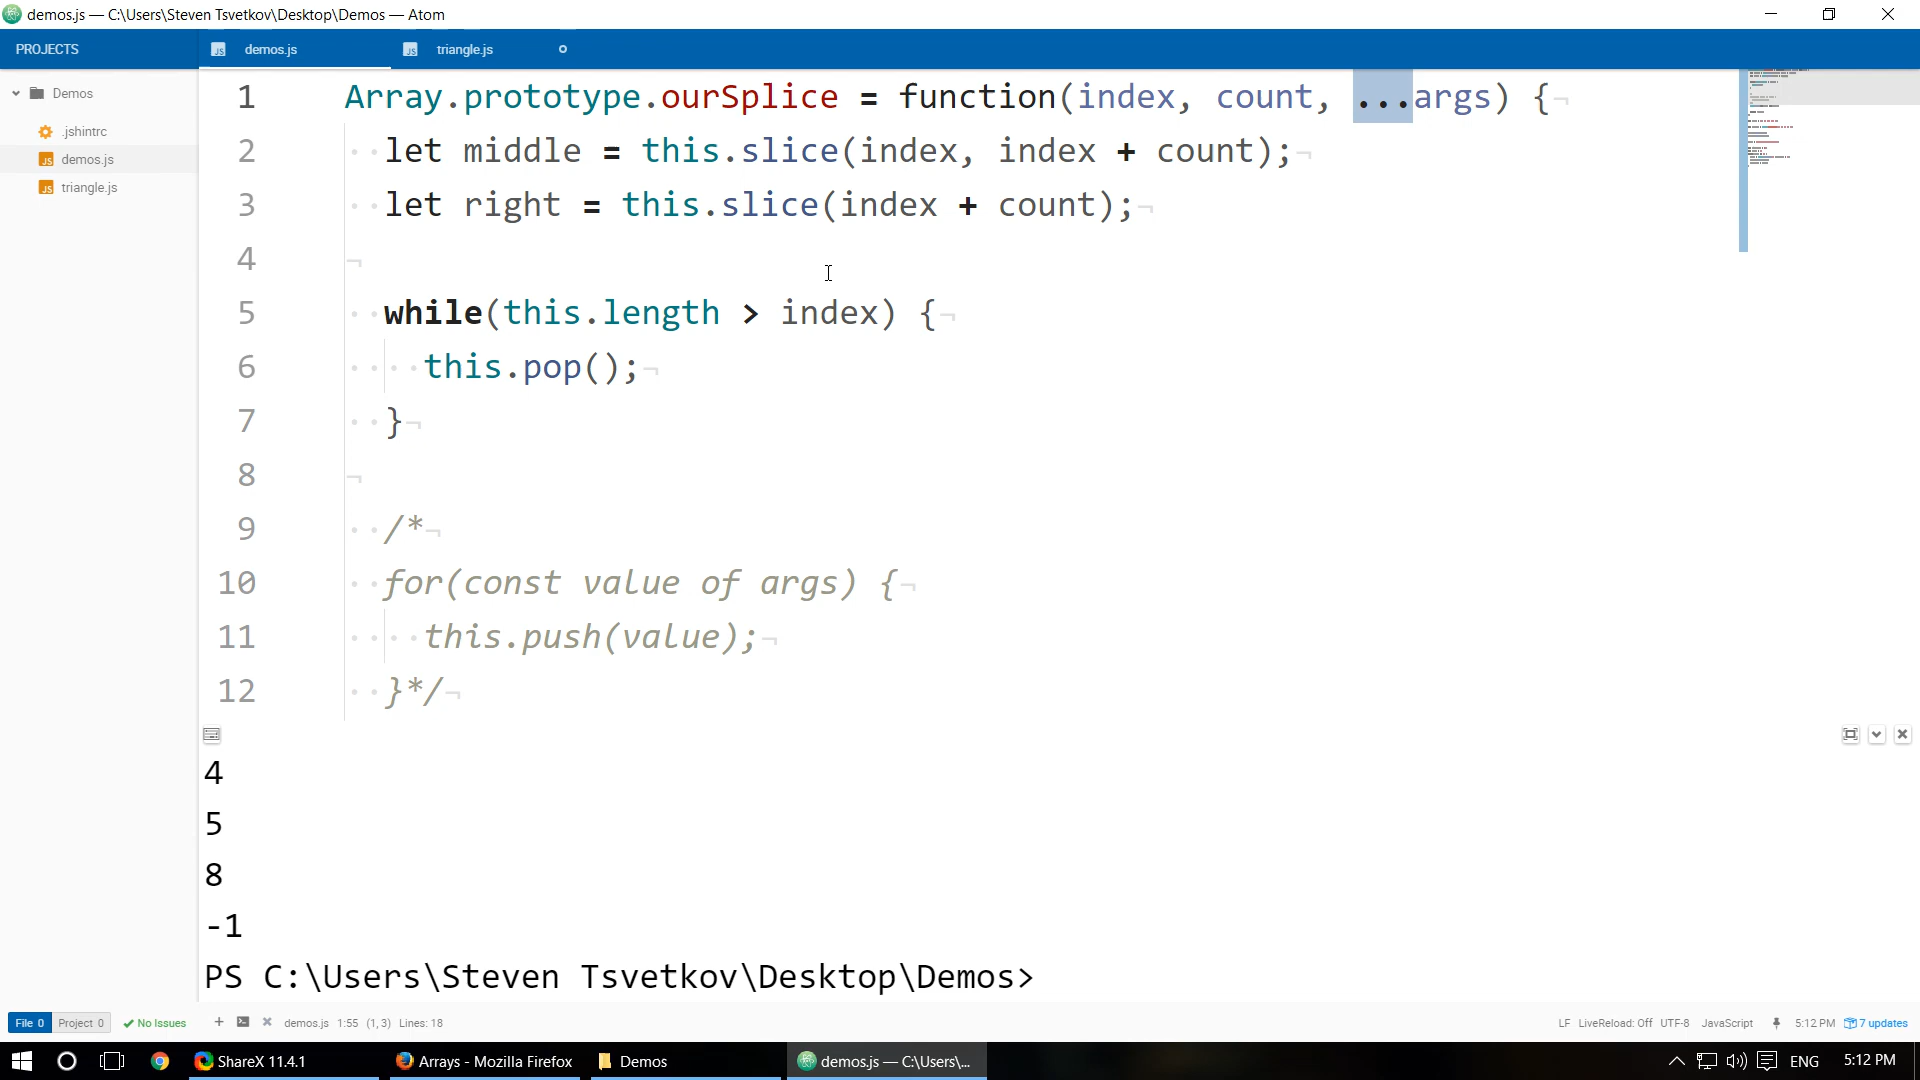 demos.js — C:\Users\Steven Tsvetkov\Desktop\Demos — Atom
PROJECTS
demos.js
triangle.js
Demos
.jshintrc
demos.js
triangle.js
1 Array.prototype.ourSplice = function(index, count, ...args) {
2 let middle = this.slice(index, index + count);
3 let right = this.slice(index + count);
4
5 while(this.length > index) {
6 this.pop();
7 }
8
9 /*
10 for(const value of args) {
11 this.push(value);
12 }*/
4
5
8
-1
PS C:\Users\Steven Tsvetkov\Desktop\Demos>
File 0 Project 0 No Issues demos.js 1:55 (1, 3) Lines: 18 LF LiveReload: Off UTF-8 JavaScript 5:12 PM 7 updates
ShareX 11.4.1 Arrays - Mozilla Firefox Demos demos.js — C:\Users\... ENG 5:12 PM